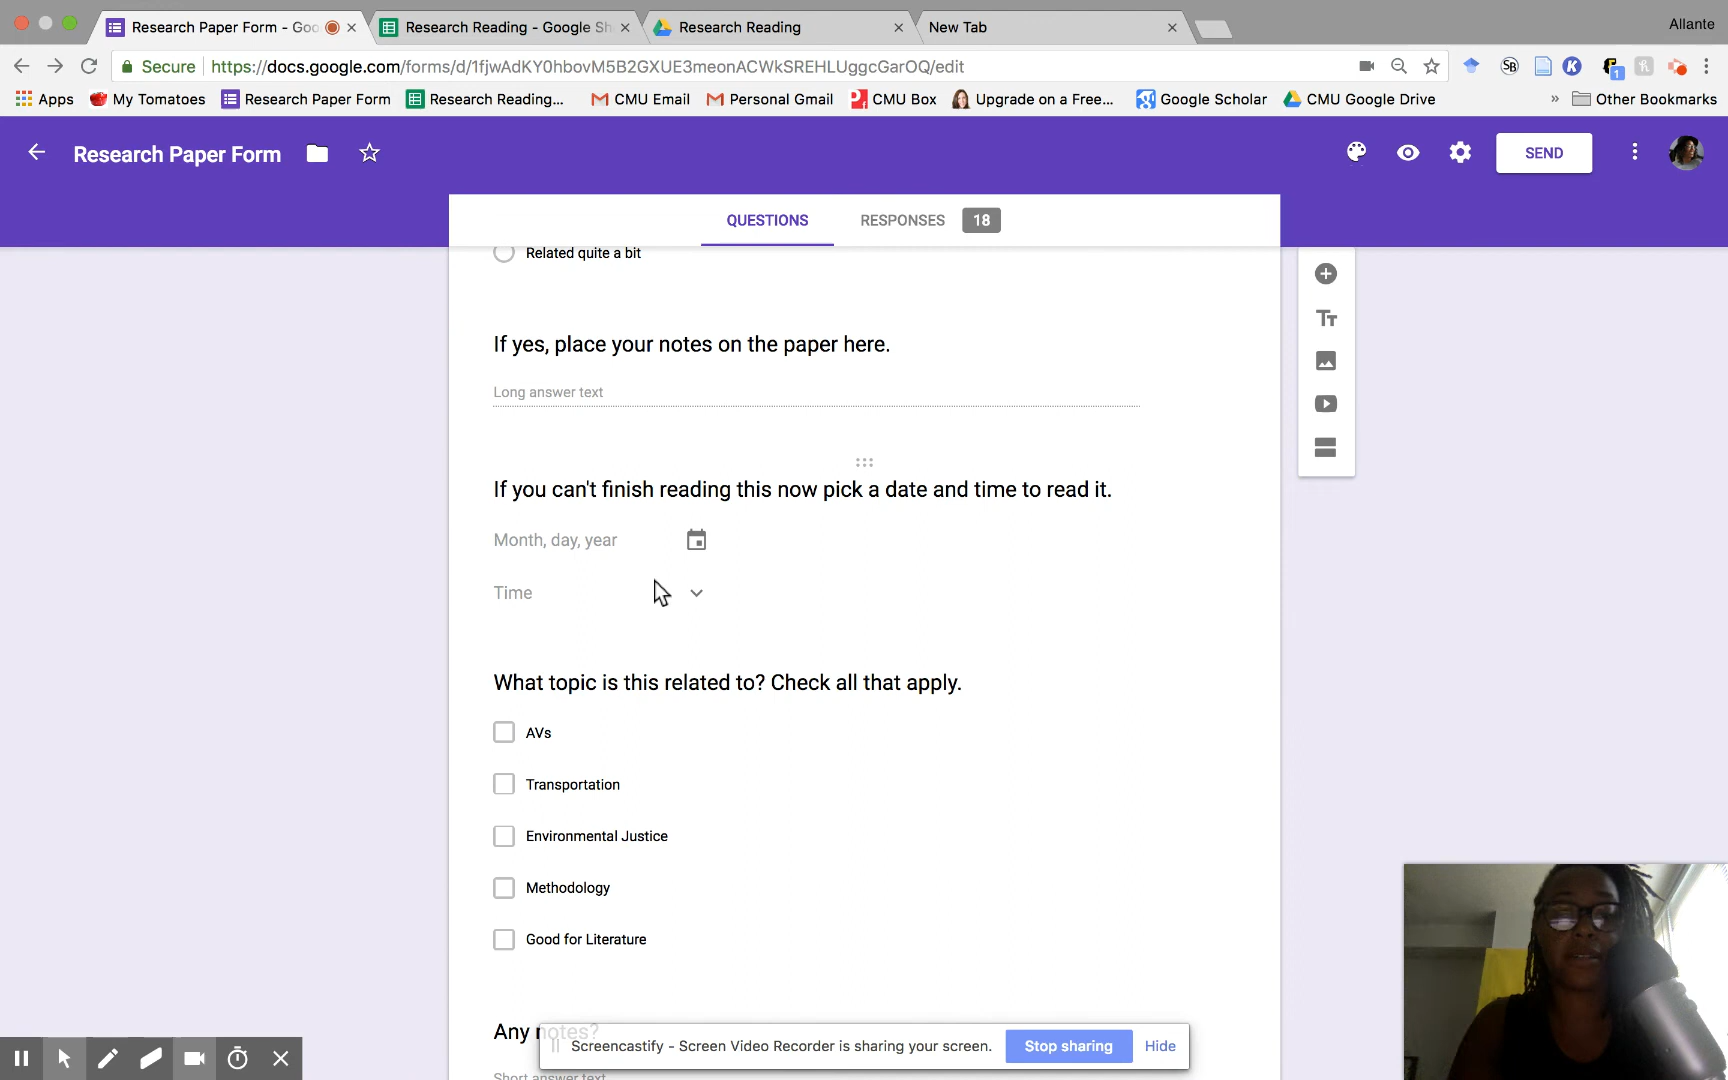 Research Paper Form - Goo
Research Reading - Google Sh
Research Reading
New Tab
Allante
Secure
https://docs.google.com/forms/d/1fjwAdKY0hbovM5B2GXUE3meonACWkSREHLUggcGarOQ/edit
SB
K
1
Apps
My Tomatoes
Research Paper Form
Research Reading...
CMU Email
Personal Gmail
CMU Box
Upgrade on a Free...
Google Scholar
CMU Google Drive
»
Other Bookmarks
Research Paper Form
SEND
QUESTIONS
RESPONSES
18
Related quite a bit
If yes, place your notes on the paper here.
Long answer text
If you can't finish reading this now pick a date and time to read it.
Month, day, year
Time
What topic is this related to? Check all that apply.
AVs
Transportation
Environmental Justice
Methodology
Good for Literature
Any notes?
Screencastify - Screen Video Recorder is sharing your screen.
Stop sharing
Hide
Short answer text